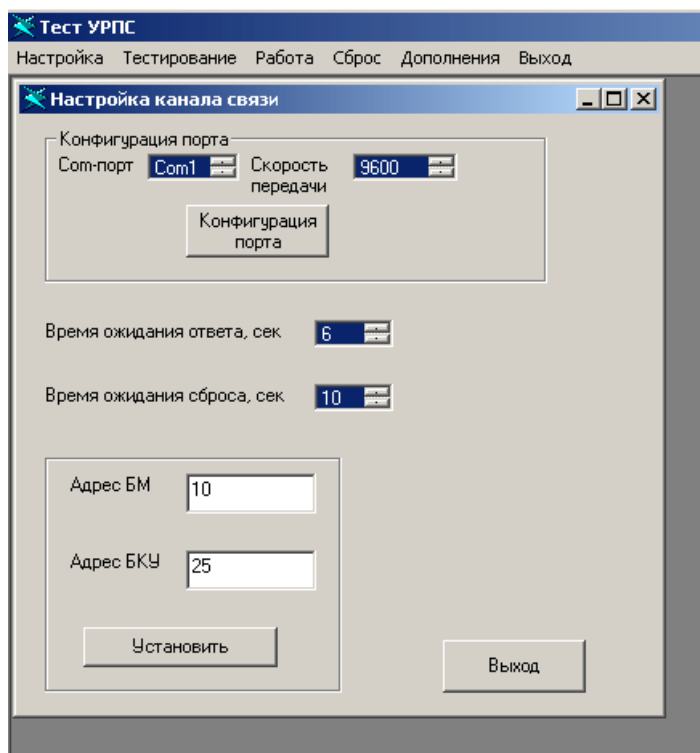 Тест УРПС
Настройка Тестирование Работа Сброс Дополнения Выход
Настройка канала связи
Конфигурация порта
Com-порт Com1 Скорость передачи 9600
Конфигурация
порта
Время ожидания ответа, сек 6
Время ожидания сброса, сек 10
Адрес БМ 10
Адрес БКУ 25
Установить
Выход